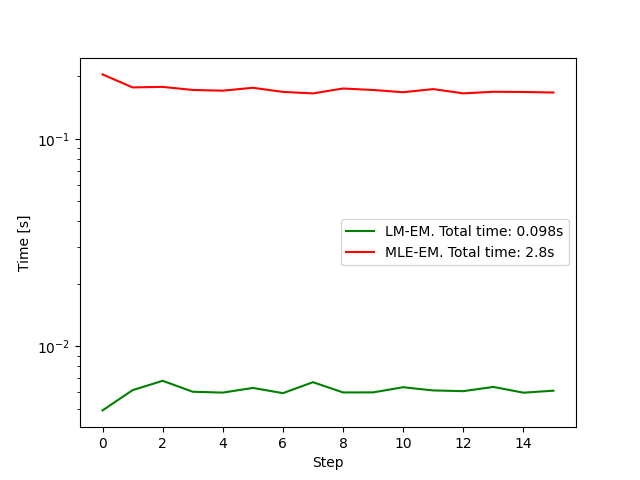 Time [s]
10⁻¹
10⁻²
LM-EM. Total time: 0.098s
MLE-EM. Total time: 2.8s
0 2 4 6 8 10 12 14
Step